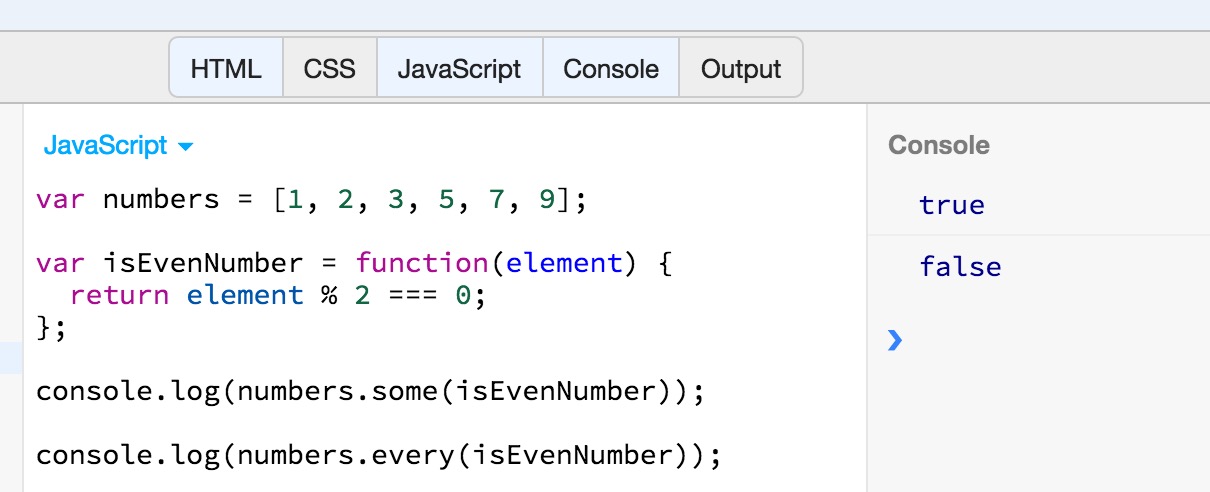 HTML CSS JavaScript Console Output
JavaScript
var numbers = [1, 2, 3, 5, 7, 9];
var isEvenNumber = function(element) {
  return element % 2 === 0;
};
console.log(numbers.some(isEvenNumber));
console.log(numbers.every(isEvenNumber));
Console
true
false